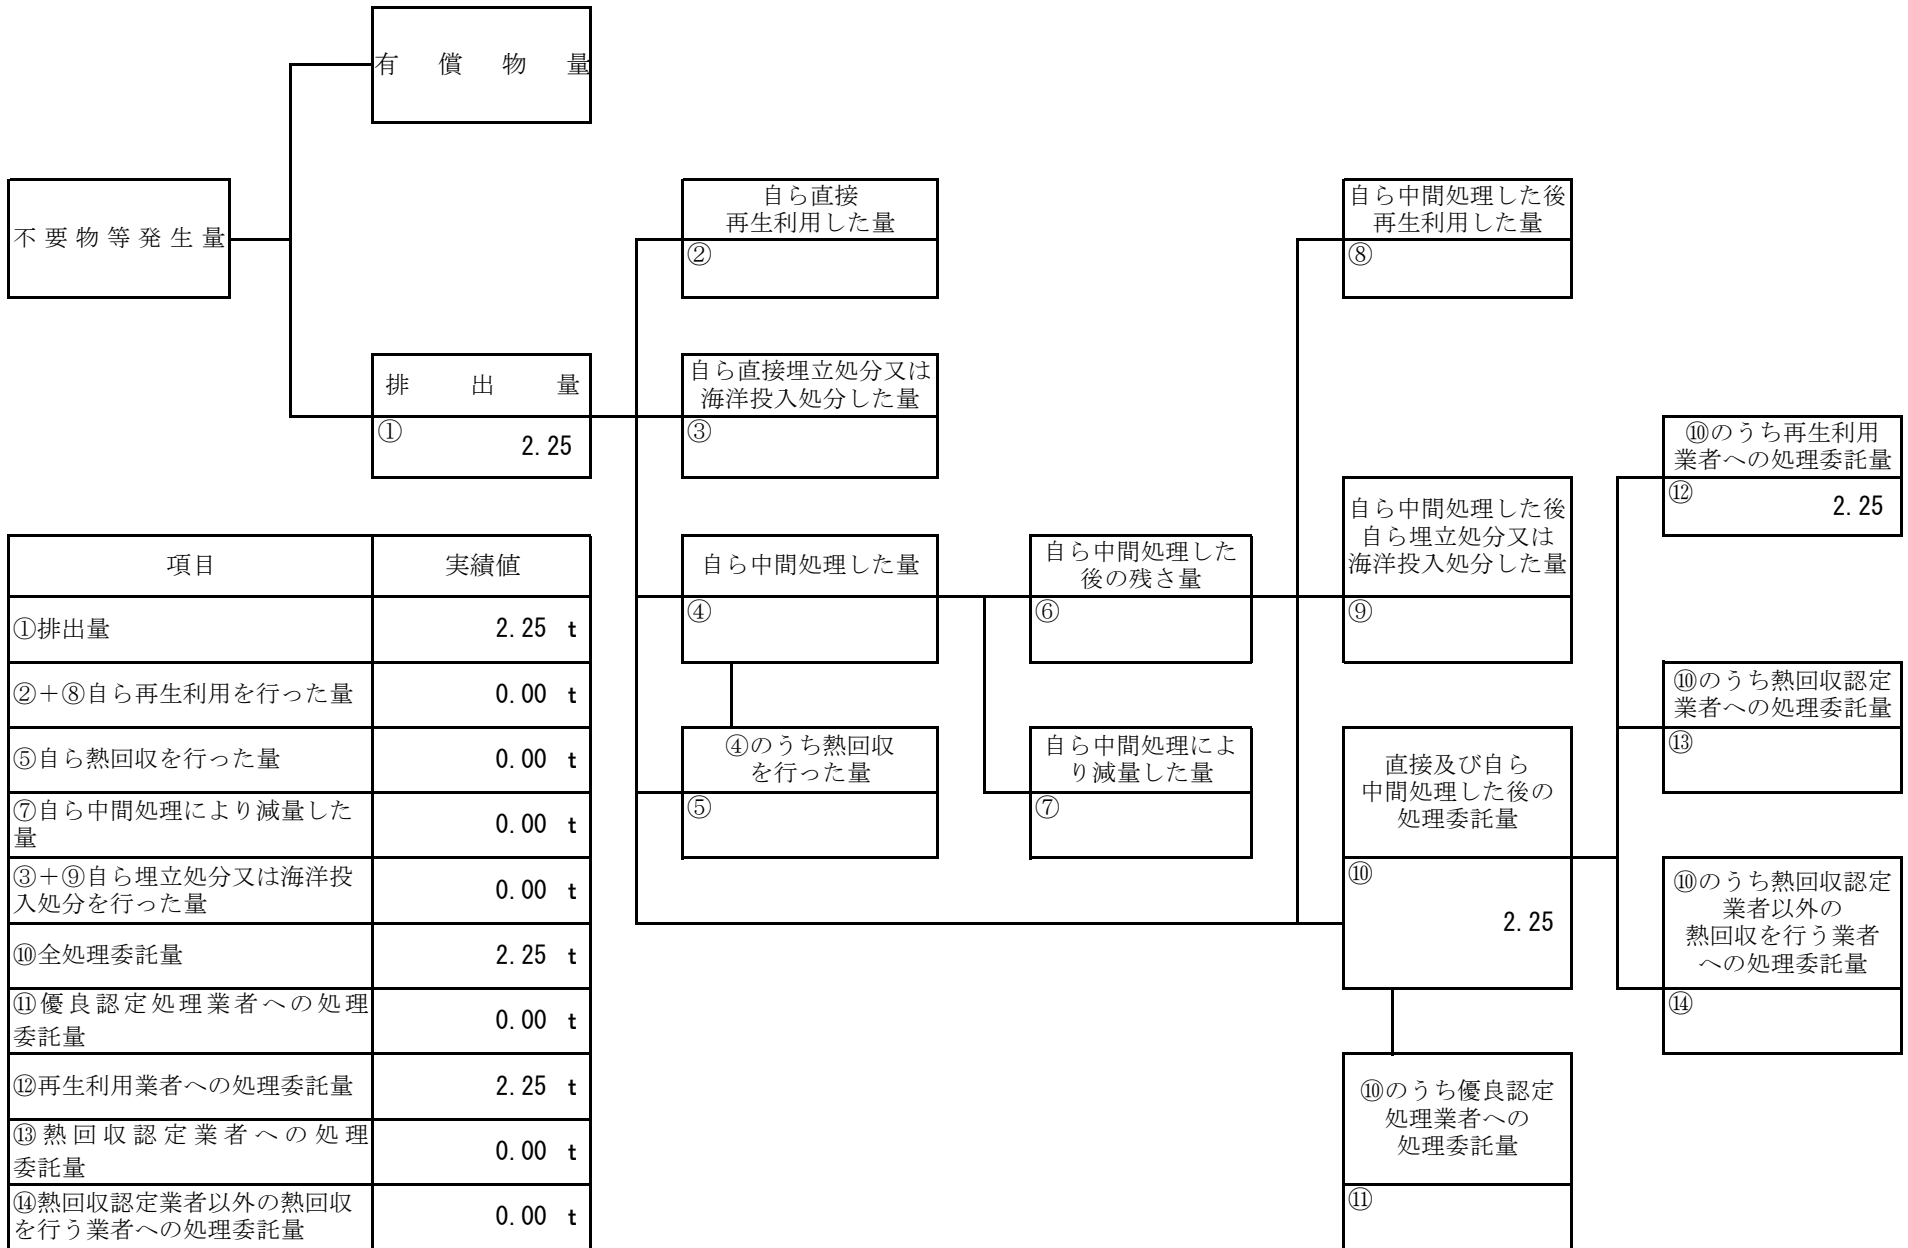 有償物量
不要物等発生量
排出量
①
2.25
自ら直接
再生利用した量
②
自ら直接埋立処分又は
海洋投入処分した量
③
自ら中間処理した量
④
④のうち熱回収
を行った量
⑤
自ら中間処理した
後の残さ量
⑥
自ら中間処理によ
り減量した量
⑦
自ら中間処理した後
再生利用した量
⑧
自ら中間処理した後
自ら埋立処分又は
海洋投入処分した量
⑨
直接及び自ら
中間処理した後の
処理委託量
⑩
2.25
⑩のうち優良認定
処理業者への
処理委託量
⑪
⑩のうち再生利用
業者への処理委託量
⑫
2.25
⑩のうち熱回収認定
業者への処理委託量
⑬
⑩のうち熱回収認定
業者以外の
熱回収を行う業者
への処理委託量
⑭
項目 実績値
①排出量 2.25 t
②+⑧自ら再生利用を行った量 0.00 t
⑤自ら熱回収を行った量 0.00 t
⑦自ら中間処理により減量した
量 0.00 t
③+⑨自ら埋立処分又は海洋投
入処分を行った量 0.00 t
⑩全処理委託量 2.25 t
⑪優良認定処理業者への処理
委託量 0.00 t
⑫再生利用業者への処理委託量 2.25 t
⑬熱回収認定業者への処理
委託量 0.00 t
⑭熱回収認定業者以外の熱回収
を行う業者への処理委託量 0.00 t